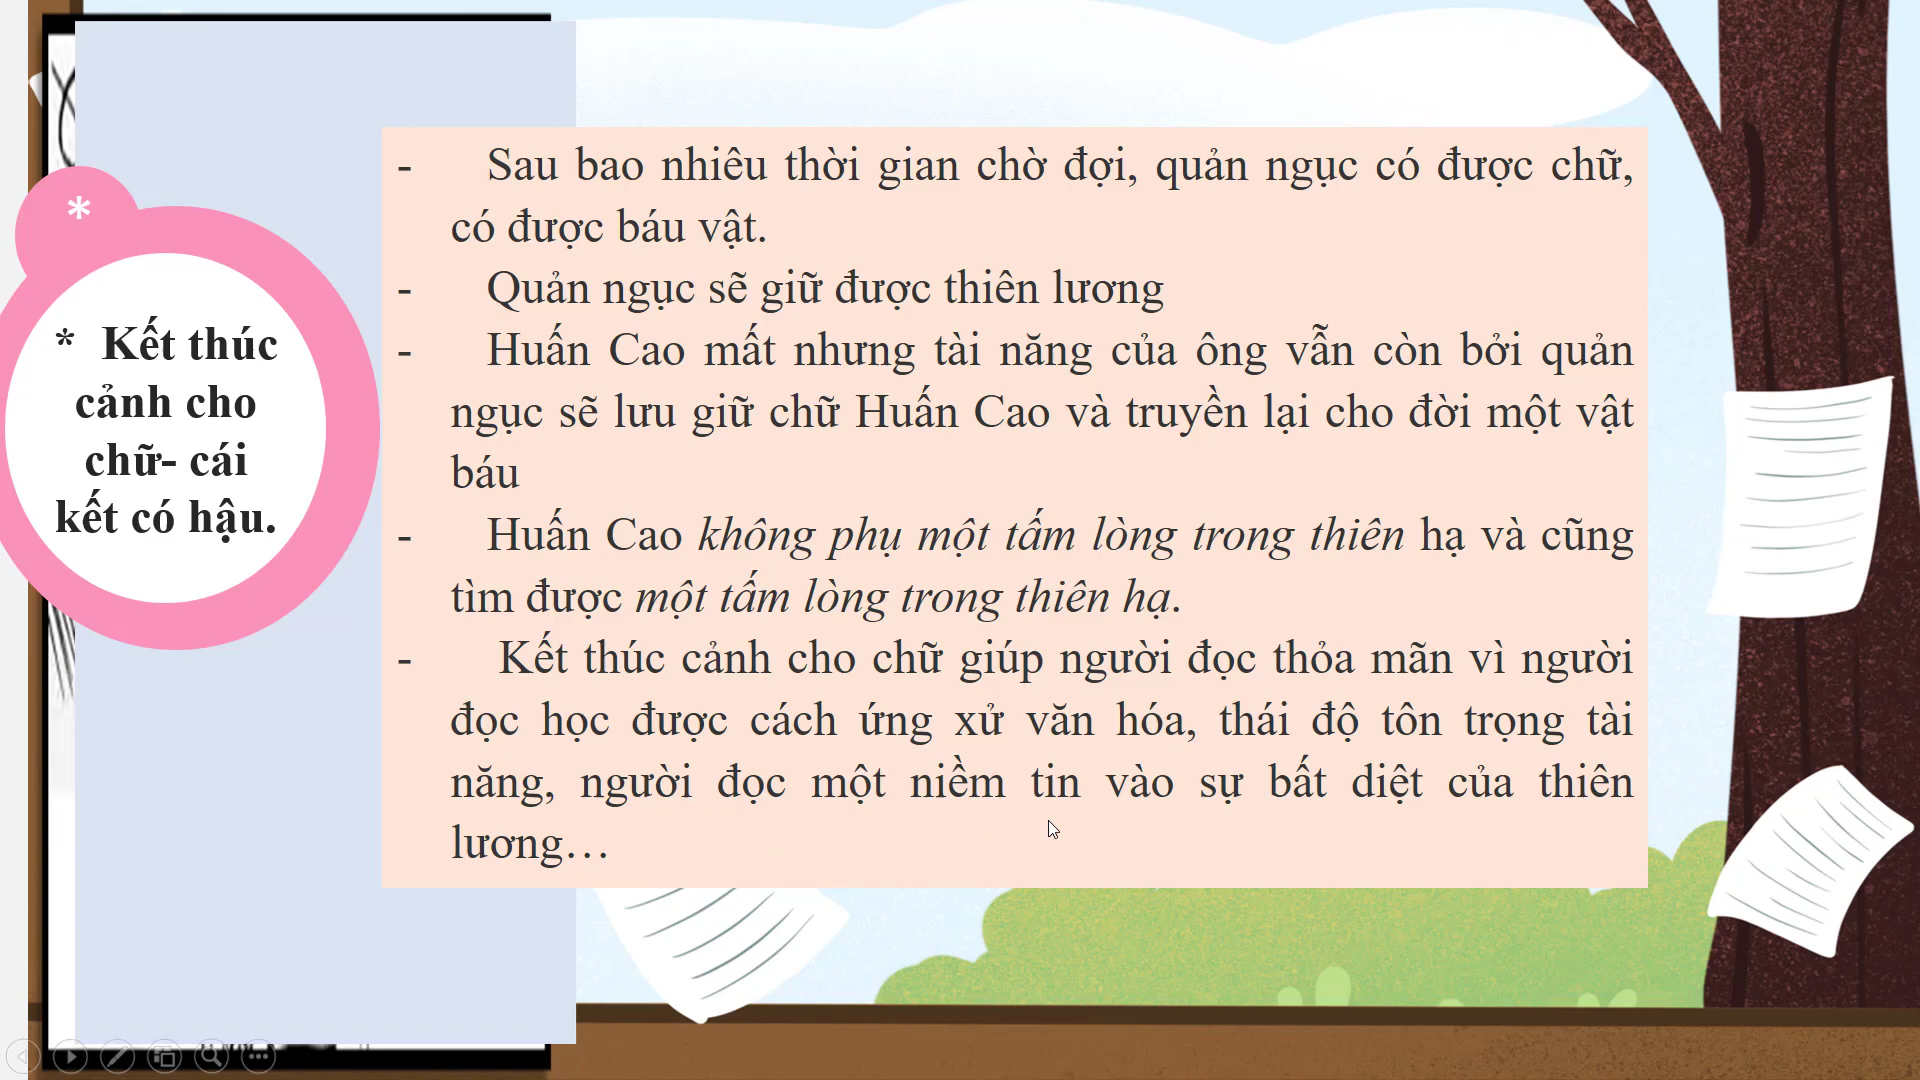 *
* Kết thúc
cảnh cho
chữ- cái
kết có hậu.
- Sau bao nhiêu thời gian chờ đợi, quản ngục có được chữ,
có được báu vật.
- Quản ngục sẽ giữ được thiên lương
- Huấn Cao mất nhưng tài năng của ông vẫn còn bởi quản
ngục sẽ lưu giữ chữ Huấn Cao và truyền lại cho đời một vật
báu
- Huấn Cao không phụ một tấm lòng trong thiên hạ và cũng
tìm được một tấm lòng trong thiên hạ.
- Kết thúc cảnh cho chữ giúp người đọc thỏa mãn vì người
đọc học được cách ứng xử văn hóa, thái độ tôn trọng tài
năng, người đọc một niềm tin vào sự bất diệt của thiên
lương…